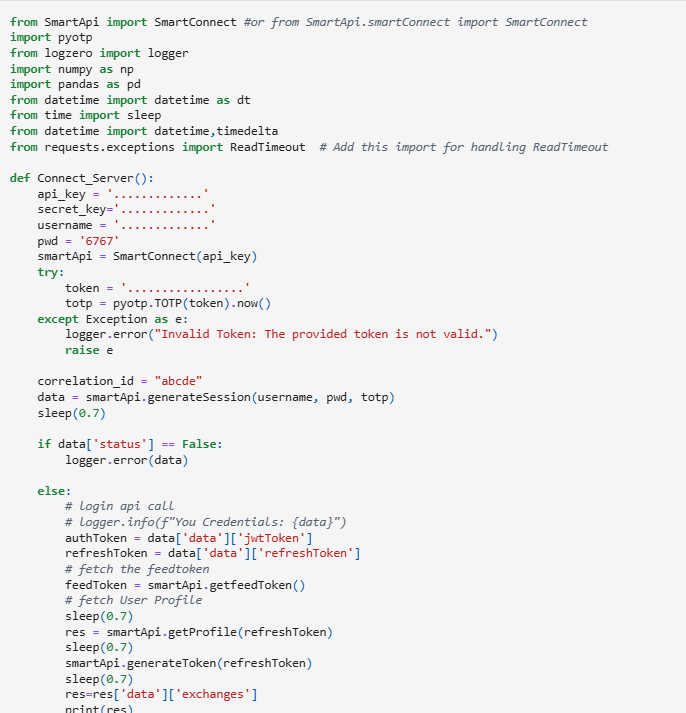 from SmartApi import SmartConnect #or from SmartApi.smartConnect import SmartConnect
import pyotp
from logzero import logger
import numpy as np
import pandas as pd
from datetime import datetime as dt
from time import sleep
from datetime import datetime,timedelta
from requests.exceptions import ReadTimeout  # Add this import for handling ReadTimeout

def Connect_Server():
    api_key = '.............'
    secret_key='.............'
    username = '.............'
    pwd = '6767'
    smartApi = SmartConnect(api_key)
    try:
        token = '.................'
        totp = pyotp.TOTP(token).now()
    except Exception as e:
        logger.error("Invalid Token: The provided token is not valid.")
        raise e

    correlation_id = "abcde"
    data = smartApi.generateSession(username, pwd, totp)
    sleep(0.7)

    if data['status'] == False:
        logger.error(data)

    else:
        # login api call
        # logger.info(f"You Credentials: {data}")
        authToken = data['data']['jwtToken']
        refreshToken = data['data']['refreshToken']
        # fetch the feedtoken
        feedToken = smartApi.getfeedToken()
        # fetch User Profile
        sleep(0.7)
        res = smartApi.getProfile(refreshToken)
        sleep(0.7)
        smartApi.generateToken(refreshToken)
        sleep(0.7)
        res=res['data']['exchanges']
        print(res)